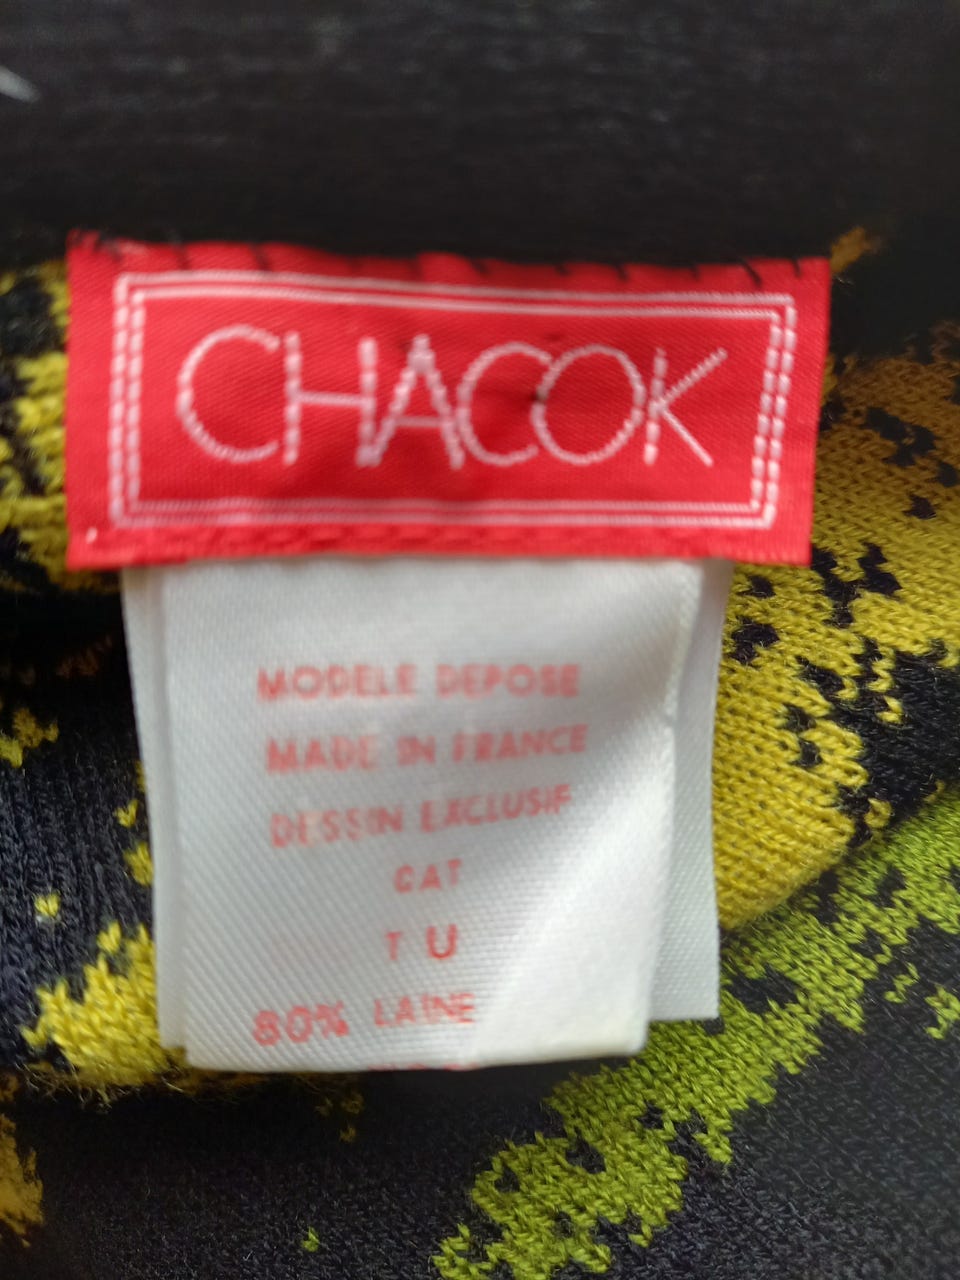 CHACOK
MODELE DEPOSE
MADE IN FRANCE
DESSIN EXCLUSIF
CAT
T U
80% LAINE